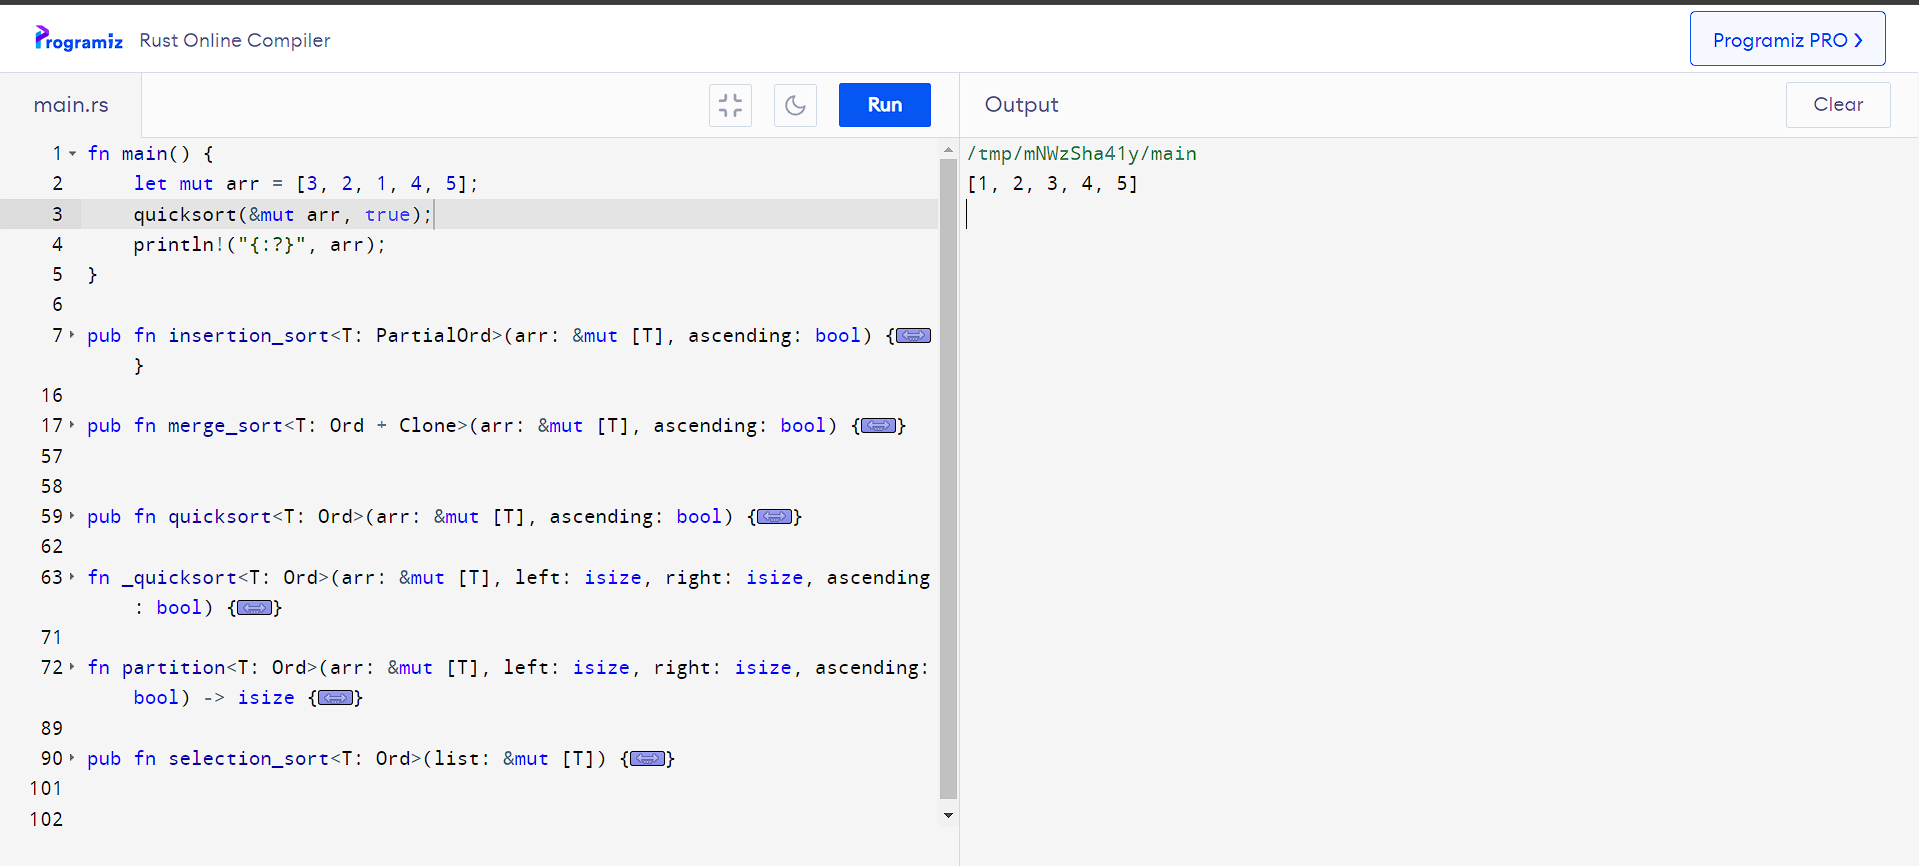 Programiz Rust Online Compiler
Programiz PRO
main.rs
Run
Output
Clear
1 fn main() {
2 let mut arr = [3, 2, 1, 4, 5];
3 quicksort(&mut arr, true);
4 println!("{:?}", arr);
5 }
6
7 pub fn insertion_sort<T: PartialOrd>(arr: &mut [T], ascending: bool) {
}
16
17 pub fn merge_sort<T: Ord + Clone>(arr: &mut [T], ascending: bool) {}
57
58
59 pub fn quicksort<T: Ord>(arr: &mut [T], ascending: bool) {}
62
63 fn _quicksort<T: Ord>(arr: &mut [T], left: isize, right: isize, ascending
: bool) {}
71
72 fn partition<T: Ord>(arr: &mut [T], left: isize, right: isize, ascending:
bool) -> isize {}
89
90 pub fn selection_sort<T: Ord>(list: &mut [T]) {}
101
102
/tmp/mNWzSha41y/main
[1, 2, 3, 4, 5]